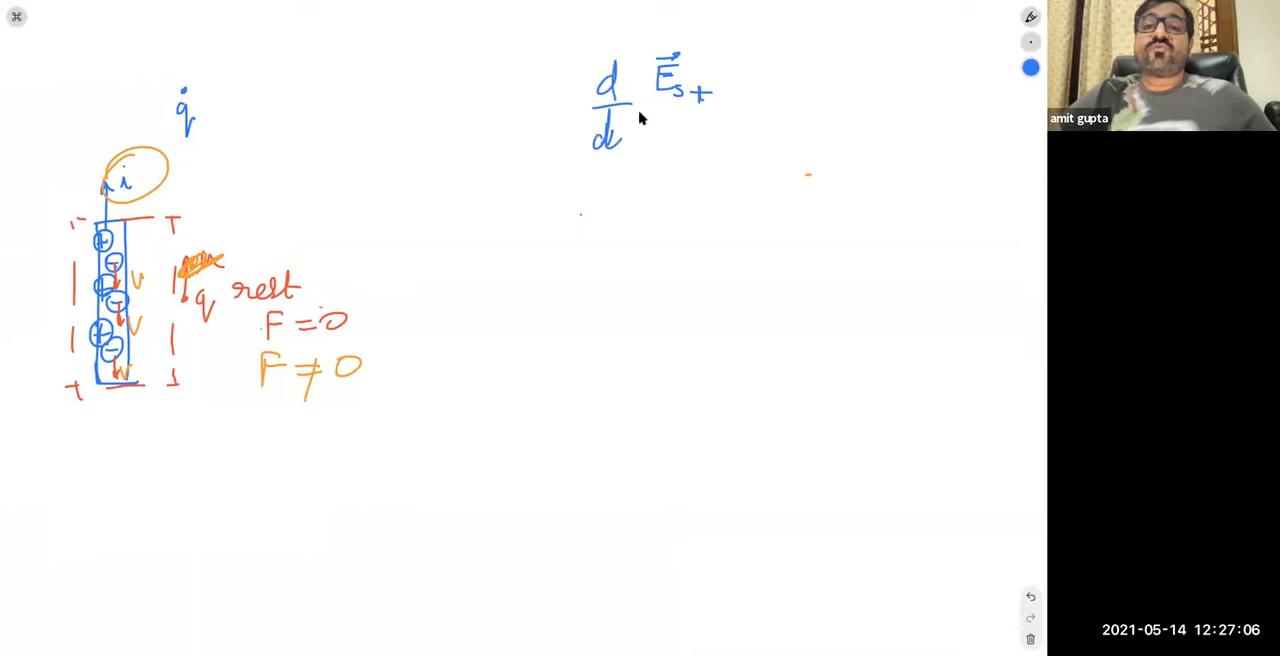 q
i
v
v
v
q rest
F = 0
F ≠ 0
d/dt E⃗s+
amit gupta
2021-05-14 12:27:06